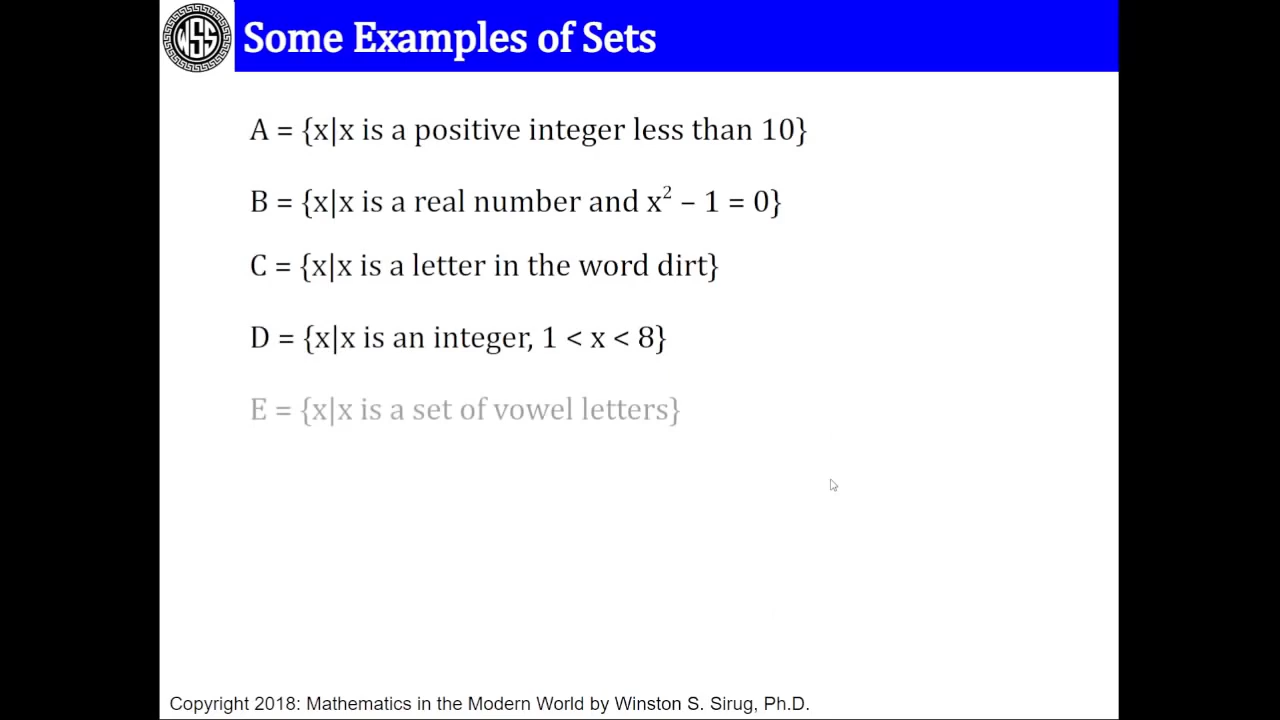 WSS
Some Examples of Sets
A = {x|x is a positive integer less than 10}
B = {x|x is a real number and x² – 1 = 0}
C = {x|x is a letter in the word dirt}
D = {x|x is an integer, 1 < x < 8}
E = {x|x is a set of vowel letters}
Copyright 2018: Mathematics in the Modern World by Winston S. Sirug, Ph.D.